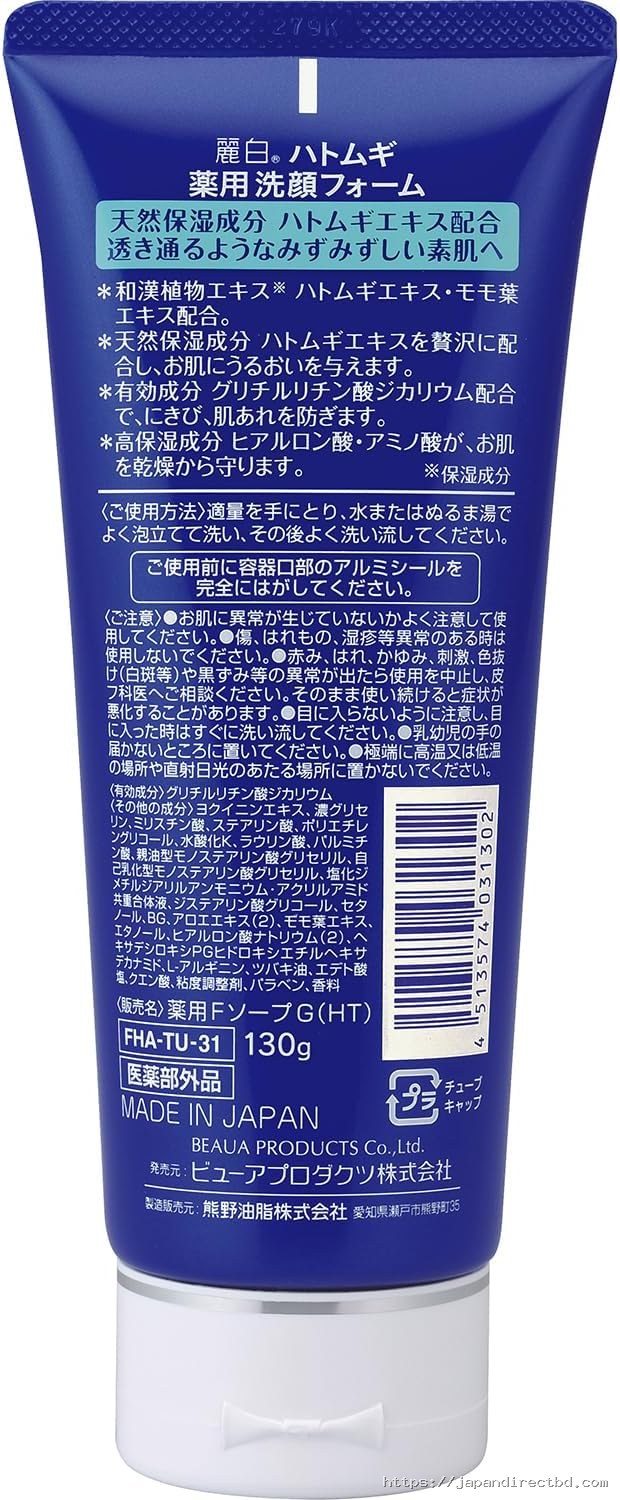 279K
麗白® ハトムギ
薬用 洗顔フォーム
天然保湿成分 ハトムギエキス配合
透き通るようなみずみずしい素肌へ
*和漢植物エキス※ ハトムギエキス・モモ葉
エキス配合。
*天然保湿成分 ハトムギエキスを贅沢に配
合し、お肌にうるおいを与えます。
*有効成分 グリチルリチン酸ジカリウム配合
で、にきび、肌あれを防ぎます。
*高保湿成分 ヒアルロン酸・アミノ酸が、お肌
を乾燥から守ります。 ※保湿成分
〈ご使用方法〉適量を手にとり、水またはぬるま湯で
よく泡立てて洗い、その後よく洗い流してください。
ご使用前に容器口部のアルミシールを
完全にはがしてください。
〈ご注意〉●お肌に異常が生じていないかよく注意して使
用してください。●傷、はれもの、湿疹等異常のある時は
使用しないでください。●赤み、はれ、かゆみ、刺激、色抜
け(白斑等)や黒ずみ等の異常が出たら使用を中止し、皮
フ科医へご相談ください。そのまま使い続けると症状が
悪化することがあります。●目に入らないように注意し、目
に入った時はすぐに洗い流してください。●乳幼児の手の
届かないところに置いてください。●極端に高温又は低温
の場所や直射日光のあたる場所に置かないでください。
〈有効成分〉グリチルリチン酸ジカリウム
〈その他の成分〉ヨクイニンエキス、濃グリセ
リン、ミリスチン酸、ステアリン酸、ポリエチレ
ングリコール、水酸化K、ラウリン酸、パルミチ
ン酸、親油型モノステアリン酸グリセリル、自
己乳化型モノステアリン酸グリセリル、塩化ジ
メチルジアリルアンモニウム・アクリルアミド
共重合体液、ジステアリン酸グリコール、セタ
ノール、BG、アロエエキス(2)、モモ葉エキス、
エタノール、ヒアルロン酸ナトリウム(2)、ヘ
キサデシロキシPGヒドロキシエチルヘキサ
デカナミド、L-アルギニン、ツバキ油、エデト酸
塩、クエン酸、粘度調整剤、パラベン、香料
〈販売名〉薬用FソープG(HT)
FHA-TU-31 130g
医薬部外品
MADE IN JAPAN
4 513574 031302
プラ
チューブ
キャップ
BEAUA PRODUCTS Co.,Ltd.
発売元: ビューアプロダクツ株式会社
製造販売元: 熊野油脂株式会社 愛知県瀬戸市熊野町35
https://japandirectbd.com/